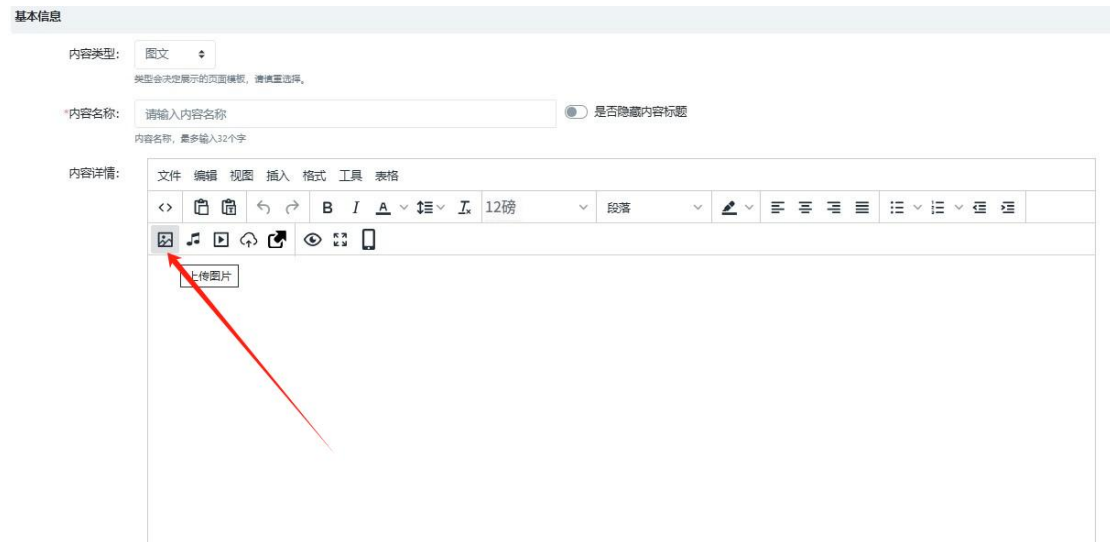 基本信息
内容类型: 图文
类型会决定展示的页面模板，请慎重选择。
*内容名称: 请输入内容名称 是否隐藏内容标题
内容名称，最多输入32个字
内容详情: 文件 编辑 视图 插入 格式 工具 表格
B I A Tx 12磅 段落
上传图片